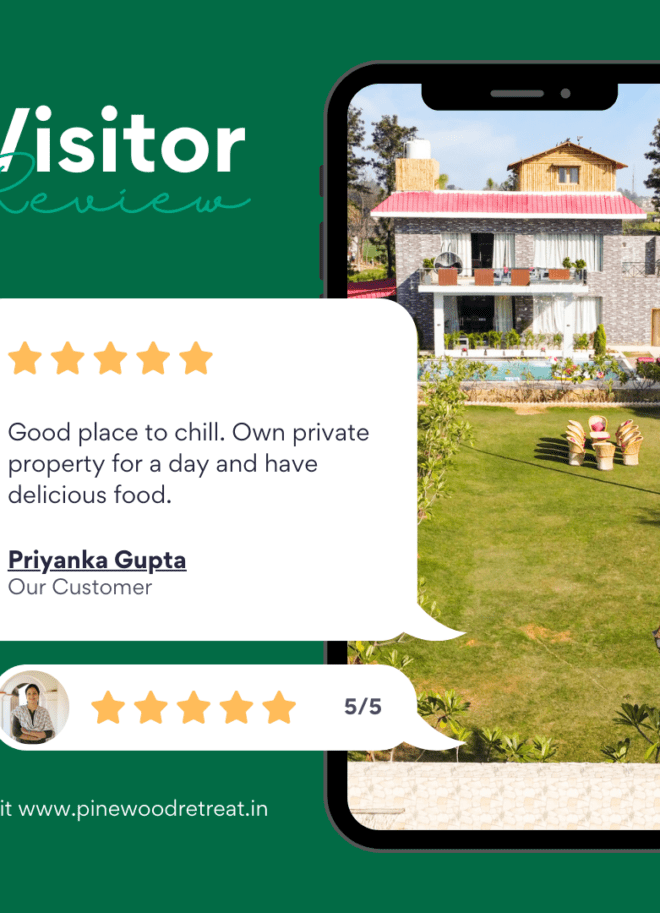 Visitor
Review
Good place to chill. Own private
property for a day and have
delicious food.
Priyanka Gupta
Our Customer
5/5
it www.pinewoodretreat.in